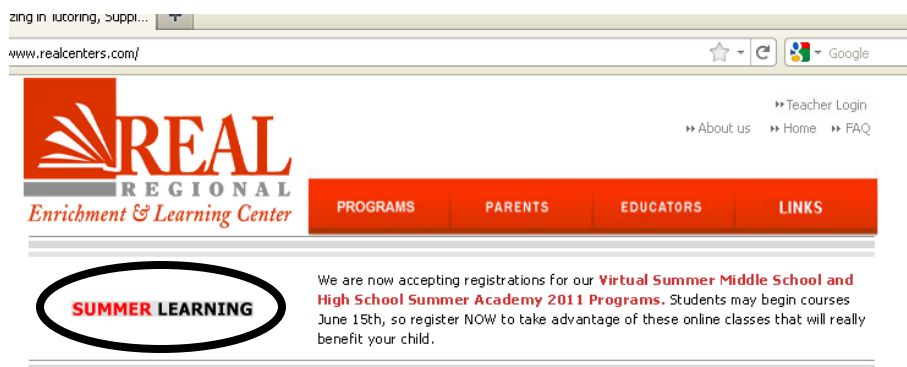 zing in Tutoring, Suppl...
www.realcenters.com/
Google
Teacher Login
About us Home FAQ
REAL
REGIONAL
Enrichment & Learning Center
PROGRAMS PARENTS EDUCATORS LINKS
SUMMER LEARNING
We are now accepting registrations for our Virtual Summer Middle School and
High School Summer Academy 2011 Programs. Students may begin courses
June 15th, so register NOW to take advantage of these online classes that will really
benefit your child.